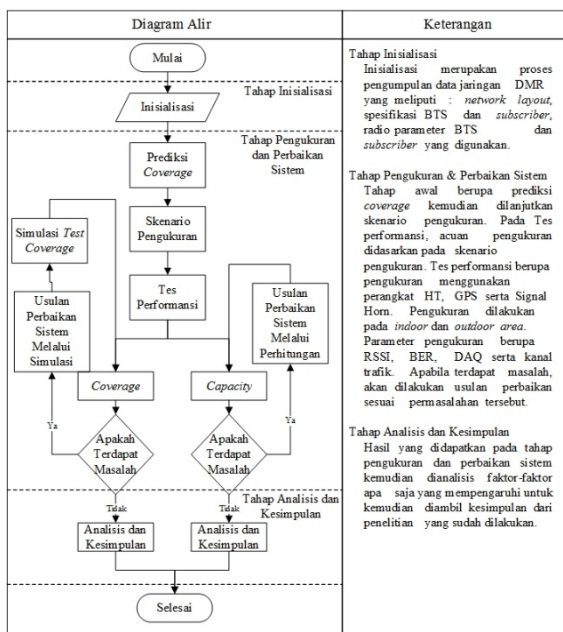 Diagram Alir
Mulai
Tahap Inisialisasi
Inisialisasi
Tahap Pengukuran
dan Perbaikan
Sistem
Prediksi
Coverage
Skenario
Pengukuran
Simulasi Test
Coverage
Tes
Performansi
Usulan
Perbaikan
Sistem
Melalui
Simulasi
Usulan
Perbaikan
Sistem
Melalui
Perhitungan
Coverage
Capacity
Ya
Apakah
Terdapat
Masalah
Apakah
Terdapat
Masalah
Ya
Tahap Analisis dan
Kesimpulan
Tidak
Tidak
Analisis dan
Kesimpulan
Analisis dan
Kesimpulan
Selesai
Keterangan
Tahap Inisialisasi
Inisialisasi merupakan proses
pengumpulan data jaringan DMR
yang meliputi : network layout,
spesifikasi BTS dan subscriber,
radio parameter BTS dan
subscriber yang digunakan.
Tahap Pengukuran & Perbaikan Sistem
Tahap awal berupa prediksi
coverage kemudian dilanjutkan
skenario pengukuran. Pada Tes
performansi, acuan pengukuran
didasarkan pada skenario
pengukuran. Tes performansi berupa
pengukuran menggunakan
perangkat HT, GPS serta Signal
Horn. Pengukuran dilakukan
pada indoor dan outdoor area.
Parameter pengukuran berupa
RSSI, BER, DAQ serta kanal
trafik. Apabila terdapat masalah,
akan dilakukan usulan perbaikan
sesuai permasalahan tersebut.
Tahap Analisis dan Kesimpulan
Hasil yang didapatkan pada tahap
pengukuran dan perbaikan sistem
kemudian dianalisis faktor-faktor
apa saja yang mempengaruhi untuk
kemudian diambil kesimpulan dari
penelitian yang sudah dilakukan.